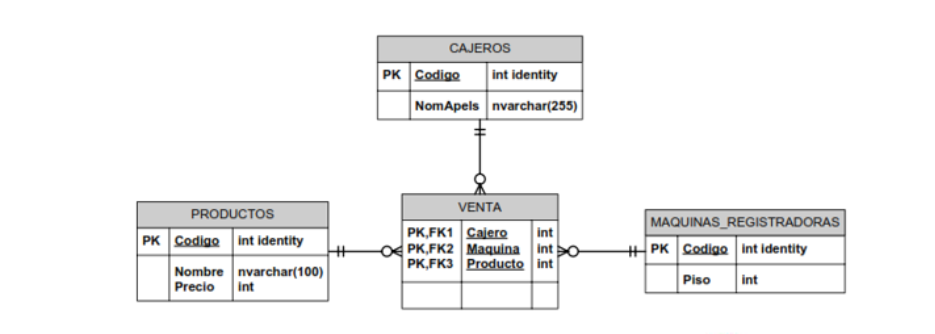 CAJEROS
PK Codigo int identity
NomApels nvarchar(255)
PRODUCTOS
PK Codigo int identity
Nombre nvarchar(100)
Precio int
VENTA
PK,FK1 Cajero int
PK,FK2 Maquina int
PK,FK3 Producto int
MAQUINAS_REGISTRADORAS
PK Codigo int identity
Piso int